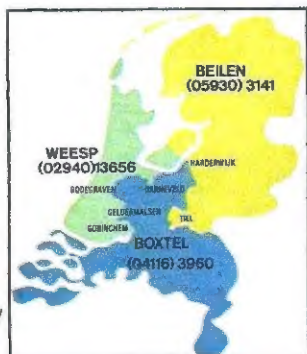 BEILEN
(05930) 3141
WEESP
(02940)13656
HARDERWIJK
BODEGRAVEN
BARNEVELD
GELDERMALSEN
TIEL
GORINCHEM
BOXTEL
(04116) 3960